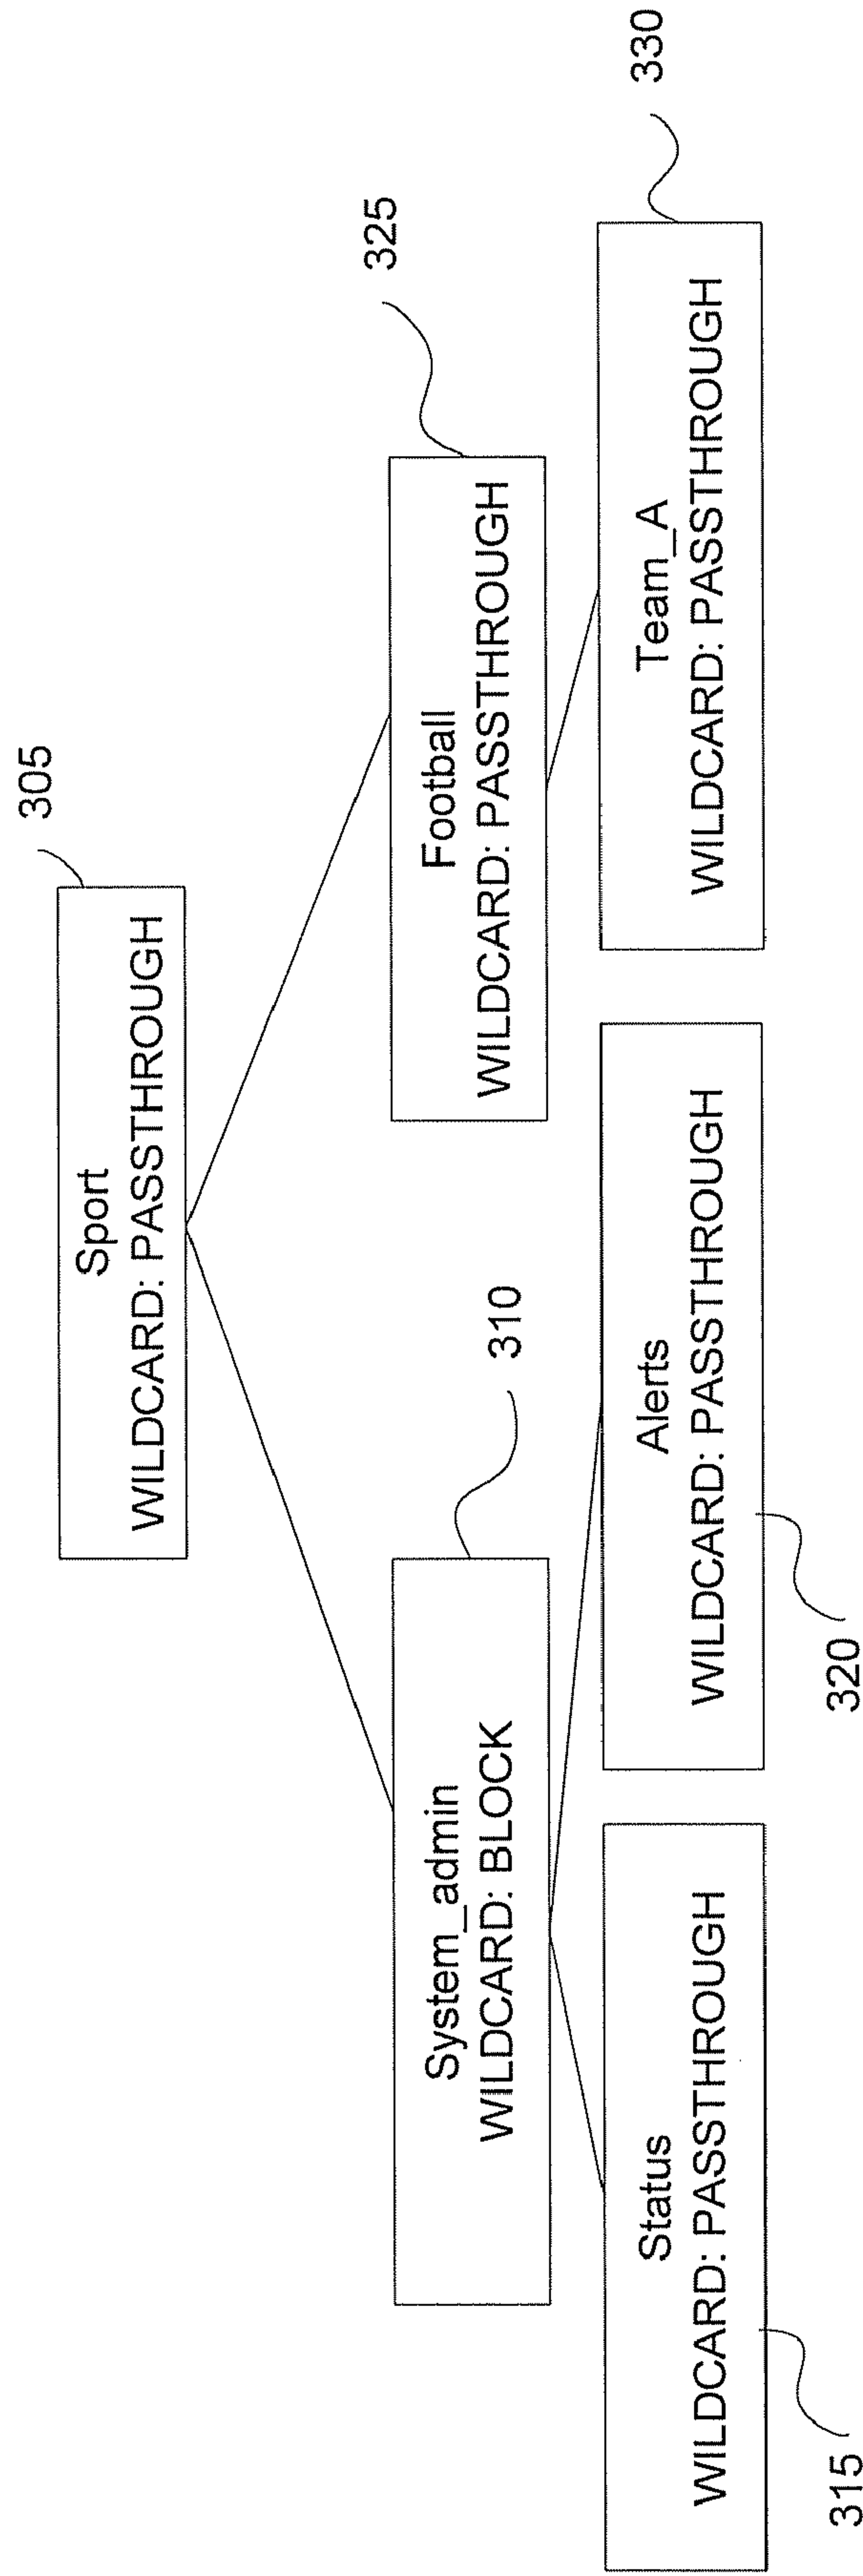 305
Sport
WILDCARD: PASSTHROUGH
310
System_admin
WILDCARD: BLOCK
325
Football
WILDCARD: PASSTHROUGH
Status
WILDCARD: PASSTHROUGH
315
Alerts
WILDCARD: PASSTHROUGH
320
Team_A
WILDCARD: PASSTHROUGH
330